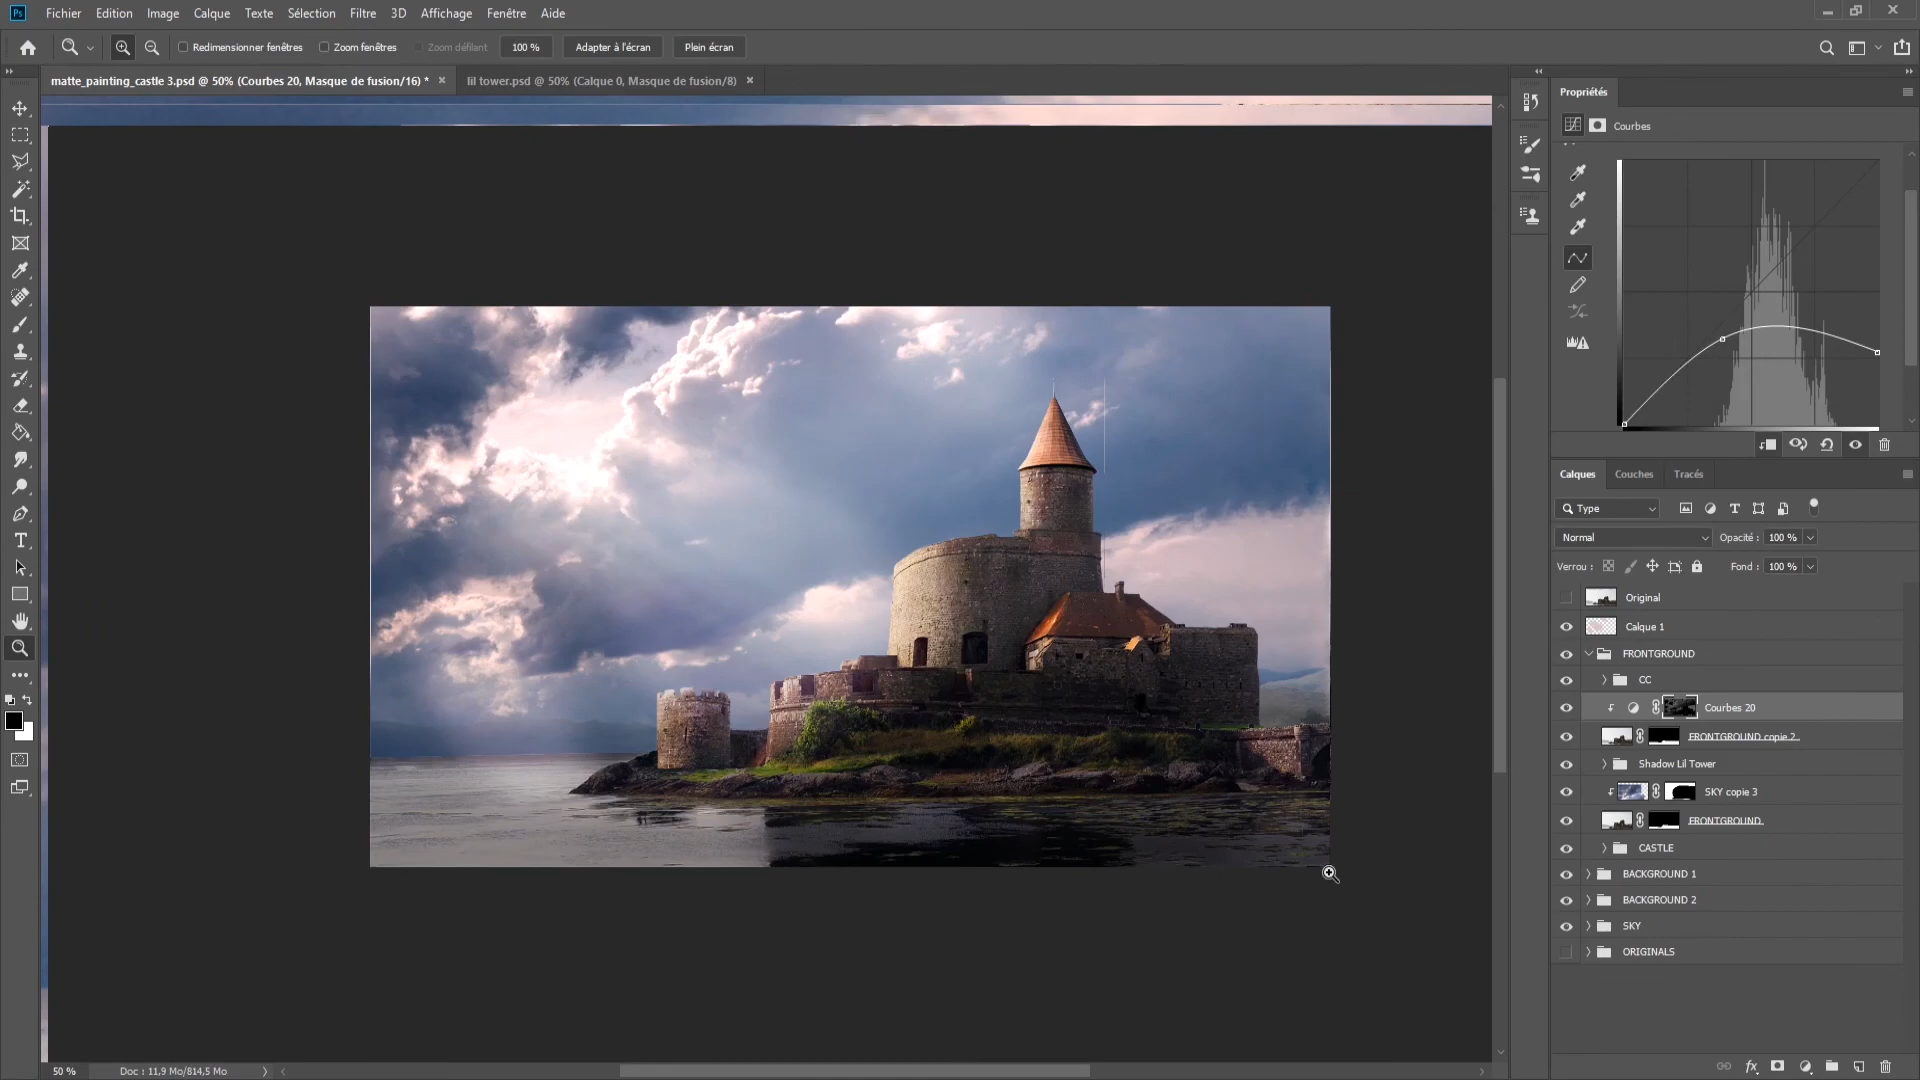 Ps Fichier Edition Image Calque Texte Sélection Filtre 3D Affichage Fenêtre Aide
Redimensionner fenêtres Zoom fenêtres Zoom défilant 100 % Adapter à l'écran Plein écran
matte_painting_castle 3.psd @ 50% (Courbes 20, Masque de fusion/16) * lil tower.psd @ 50% (Calque 0, Masque de fusion/8)
Propriétés
Courbes
Calques Couches Tracés
Type
Normal Opacité : 100 %
Verrou : Fond : 100 %
Original
Calque 1
FRONTGROUND
CC
Courbes 20
FRONTGROUND copie 2
Shadow Lil Tower
SKY copie 3
FRONTGROUND
CASTLE
BACKGROUND 1
BACKGROUND 2
SKY
ORIGINALS
50 % Doc : 11,9 Mo/814,5 Mo